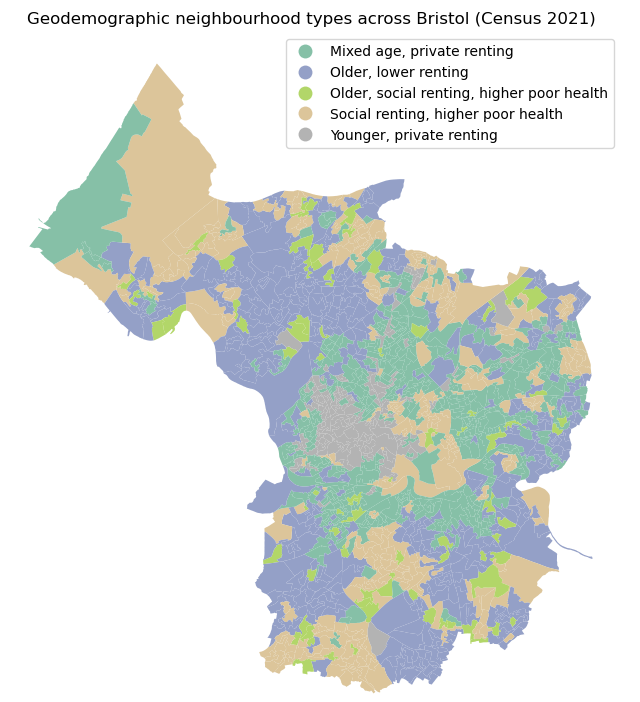 Geodemographic neighbourhood types across Bristol (Census 2021)
Mixed age, private renting
Older, lower renting
Older, social renting, higher poor health
Social renting, higher poor health
Younger, private renting